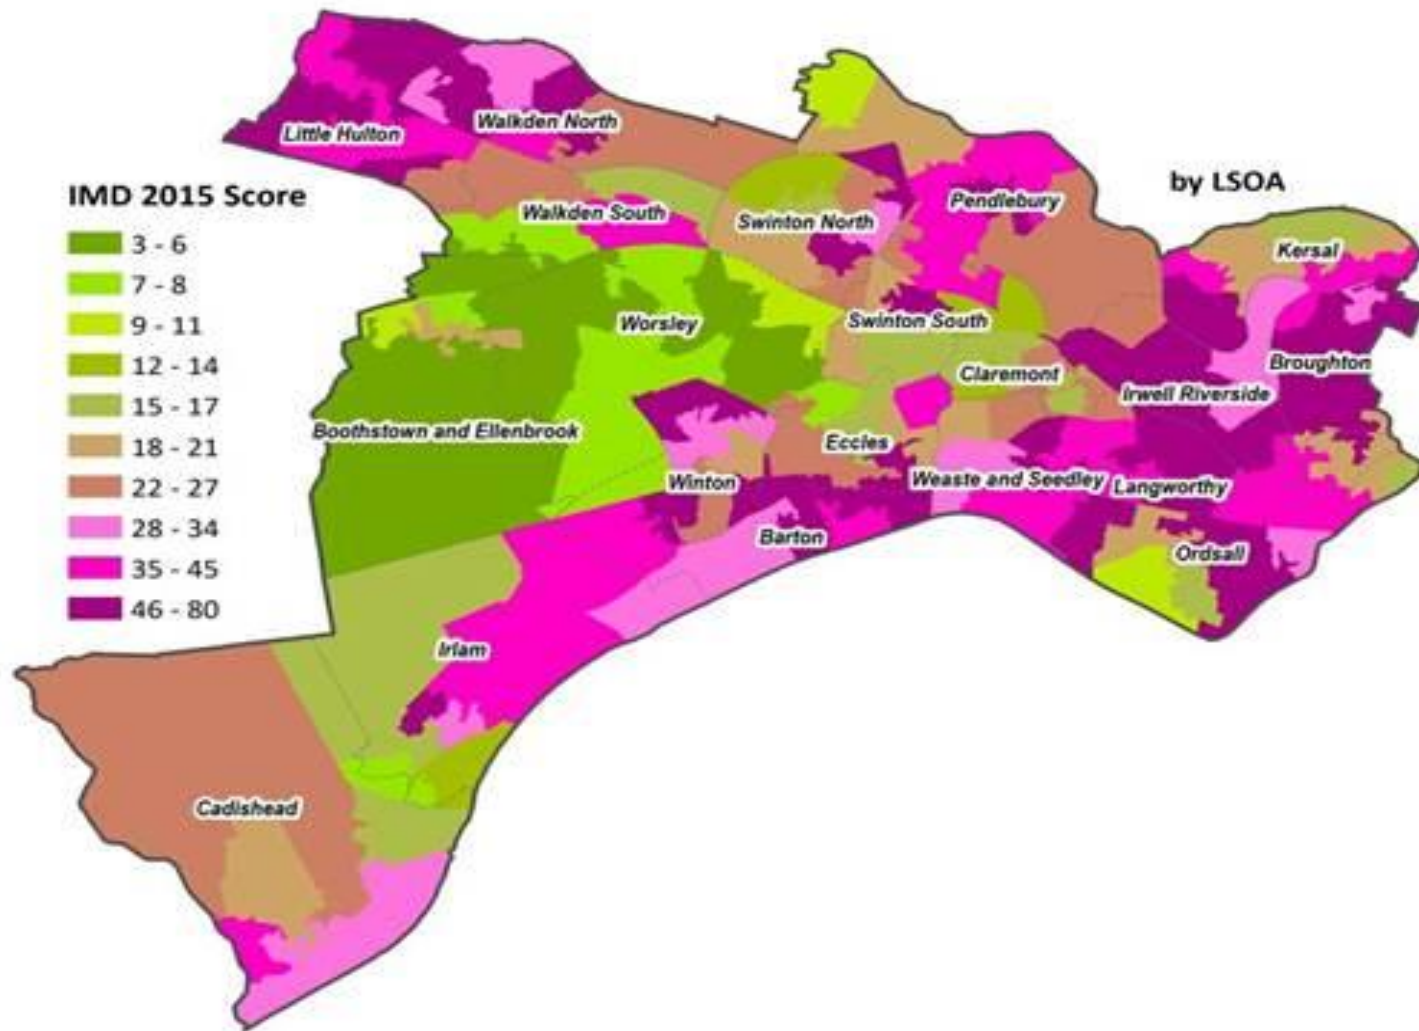 Little Hulton
Walkden North
IMD 2015 Score
by LSOA
3 - 6
7 - 8
9 - 11
12 - 14
15 - 17
18 - 21
22 - 27
28 - 34
35 - 45
46 - 80
Walkden South
Swinton North
Pendlebury
Kersal
Worsley
Swinton South
Claremont
Broughton
Irwell Riverside
Boothstown and Ellenbrook
Eccles
Winton
Weaste and Seedley
Langworthy
Barton
Ordsall
Irlam
Cadishead